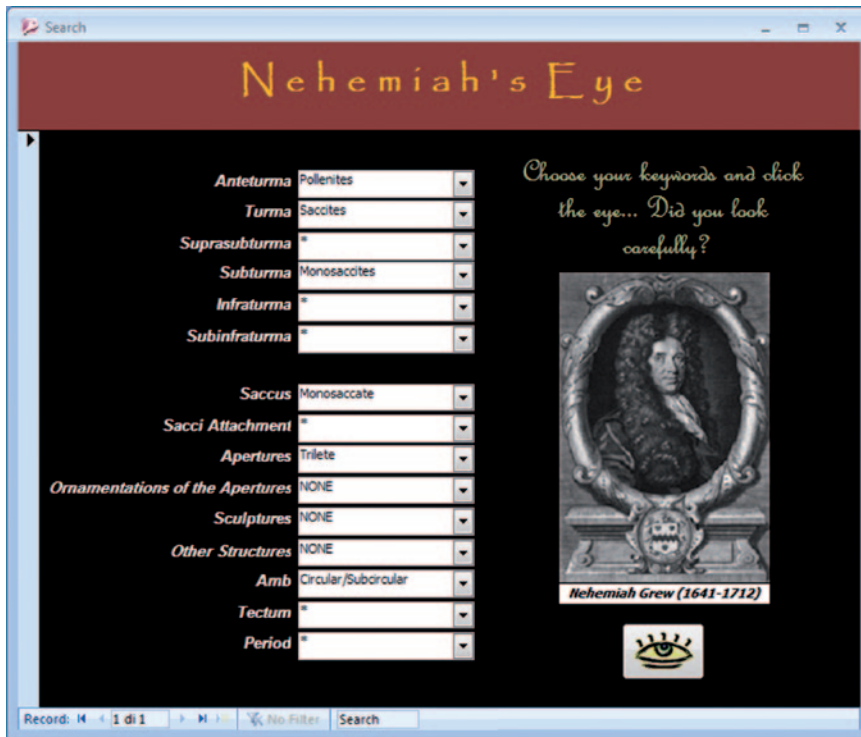 Search
Nehemiah's Eye
Anteturma Pollenites
Turma Saccites
Suprasubturma *
Subturma Monosaccites
Infraturma *
Subinfraturma *
Saccus Monosaccate
Sacci Attachment *
Apertures Trilete
Ornamentations of the Apertures NONE
Sculptures NONE
Other Structures NONE
Amb Circular/Subcircular
Tectum *
Period *
Choose your keywords and click
the eye... Did you look
carefully?
Nehemiah Grew (1641-1712)
Record: 1 di 1 No Filter Search